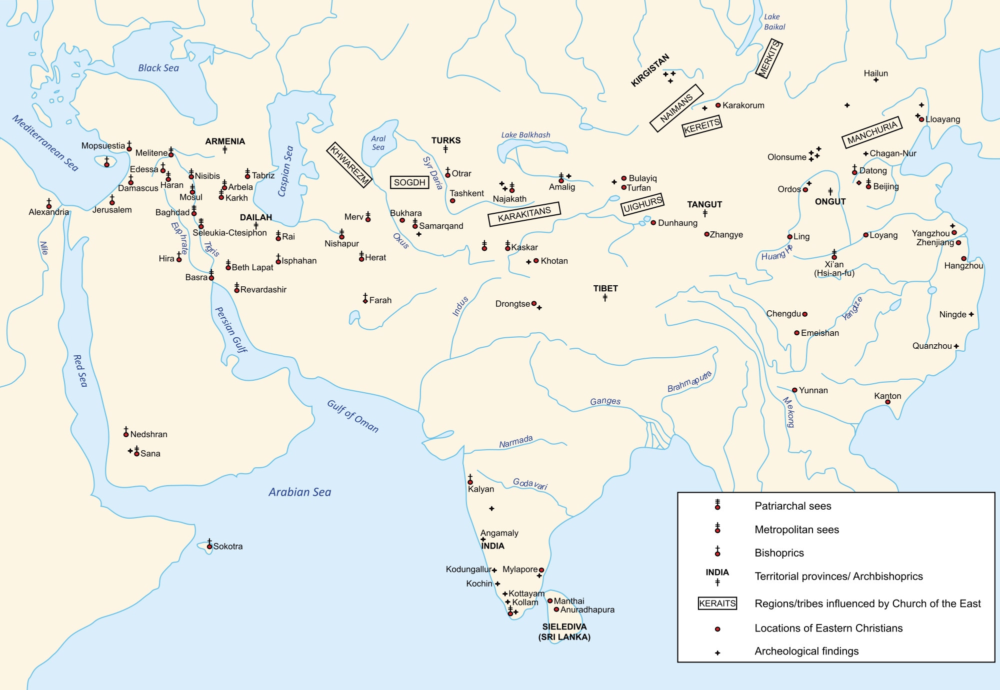 Lake
Baikal
Black Sea
MERKITS
KIRGISTAN
Hailun
NAIMANS
Karakorum
KEREITS
Lloayang
MANCHURIA
Mediterranean Sea
Mopsuestia
Melitene
ARMENIA
Aral
Sea
TURKS
Lake Balkhash
Chagan-Nur
Olonsume
Edessa
Nisibis
Tabriz
Caspian Sea
KHWAREZM
SOGDH
Syr Daria
Otrar
Bulayiq
Turfan
Datong
Damascus
Haran
Arbela
Amalig
Beijing
Ordos
Mosul
Karkh
Tashkent
Najakath
UIGHURS
TANGUT
ONGUT
Alexandria
Jerusalem
Baghdad
DAILAH
Merv
Bukhara
KARAKITANS
Samarqand
Dunhaung
Seleukia-Ctesiphon
Rai
Nishapur
Oxus
Zhangye
Ling
Loyang
Yangzhou
Zhenjiang
Nile
Euphrate
Tigris
Kaskar
Huang He
Hira
Isphahan
Herat
Khotan
Xi'an
(Hsi-an-fu)
Hangzhou
Beth Lapat
Basra
Revardashir
TIBET
Farah
Indus
Drongtse
Yangdze
Chengdu
Ningde
Persian Gulf
Emeishan
Quanzhou
Red Sea
Brahmaputra
Yunnan
Kanton
Gulf of Oman
Ganges
Mekong
Nedshran
Narmada
Sana
Kalyan
Godavari
Arabian Sea
Sokotra
Angamaly
INDIA
Kodungallur
Mylapore
Kochin
Kottayam
Kollam
Manthai
Anuradhapura
SIELEDIVA
(SRI LANKA)
Patriarchal sees
Metropolitan sees
Bishoprics
INDIA
Territorial provinces/ Archbishoprics
KERAITS
Regions/tribes influenced by Church of the East
Locations of Eastern Christians
Archeological findings